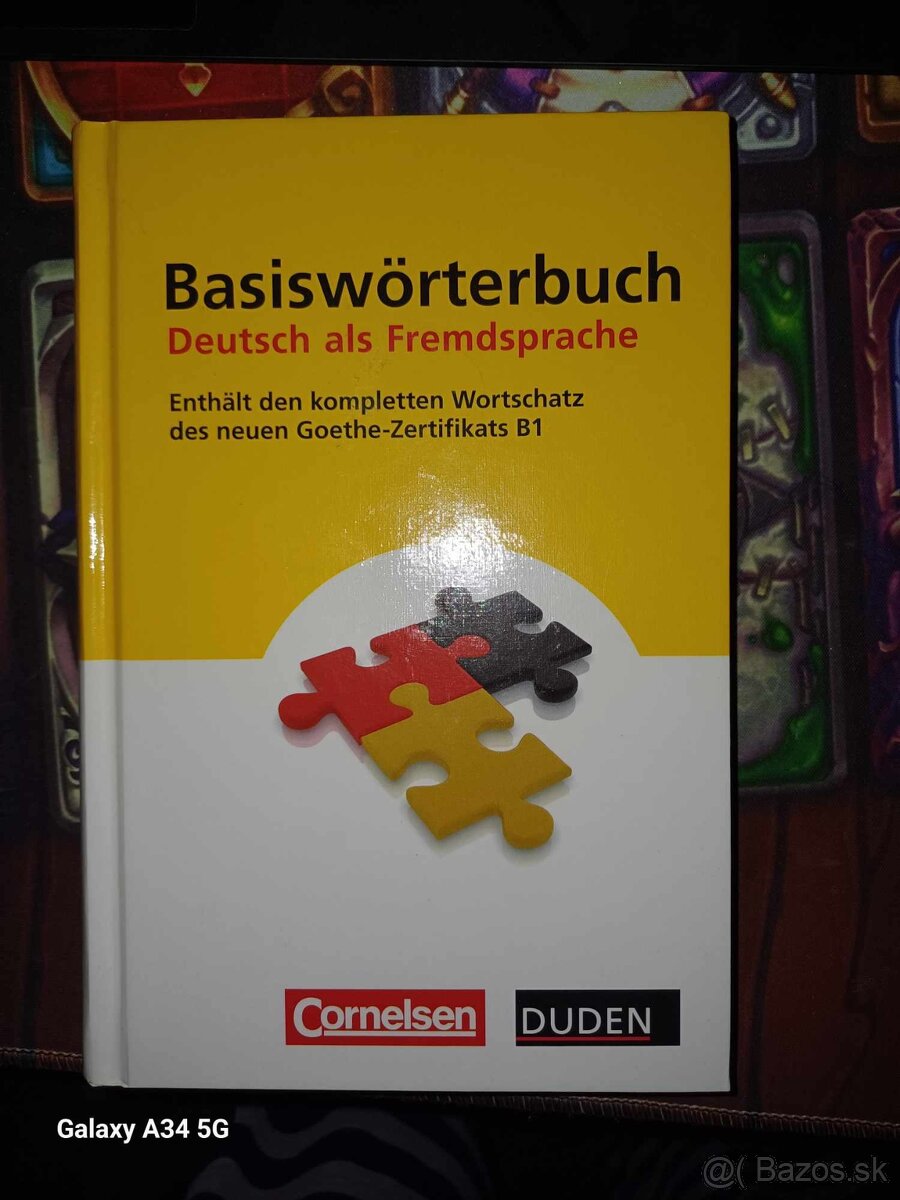 Basiswörterbuch
Deutsch als Fremdsprache
Enthält den kompletten Wortschatz
des neuen Goethe-Zertifikats B1
Cornelsen
DUDEN
Galaxy A34 5G
@( Bazos.sk